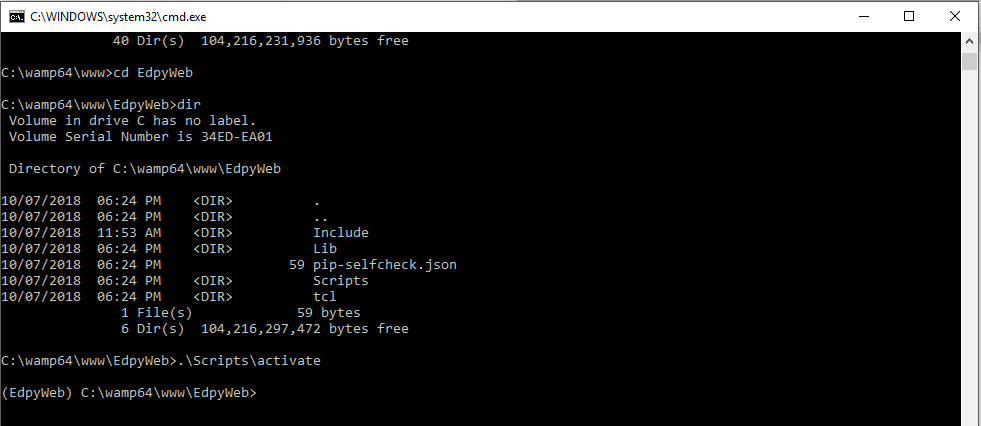 C:\WINDOWS\system32\cmd.exe
40 Dir(s)  104,216,231,936 bytes free
C:\wamp64\www>cd EdpyWeb
C:\wamp64\www\EdpyWeb>dir
Volume in drive C has no label.
Volume Serial Number is 34ED-EA01
Directory of C:\wamp64\www\EdpyWeb
10/07/2018  06:24 PM    <DIR>          .
10/07/2018  06:24 PM    <DIR>          ..
10/07/2018  11:53 AM    <DIR>          Include
10/07/2018  06:24 PM    <DIR>          Lib
10/07/2018  06:24 PM                59 pip-selfcheck.json
10/07/2018  06:24 PM    <DIR>          Scripts
10/07/2018  06:24 PM    <DIR>          tcl
1 File(s)             59 bytes
6 Dir(s)  104,216,297,472 bytes free
C:\wamp64\www\EdpyWeb>.\Scripts\activate
(EdpyWeb) C:\wamp64\www\EdpyWeb>